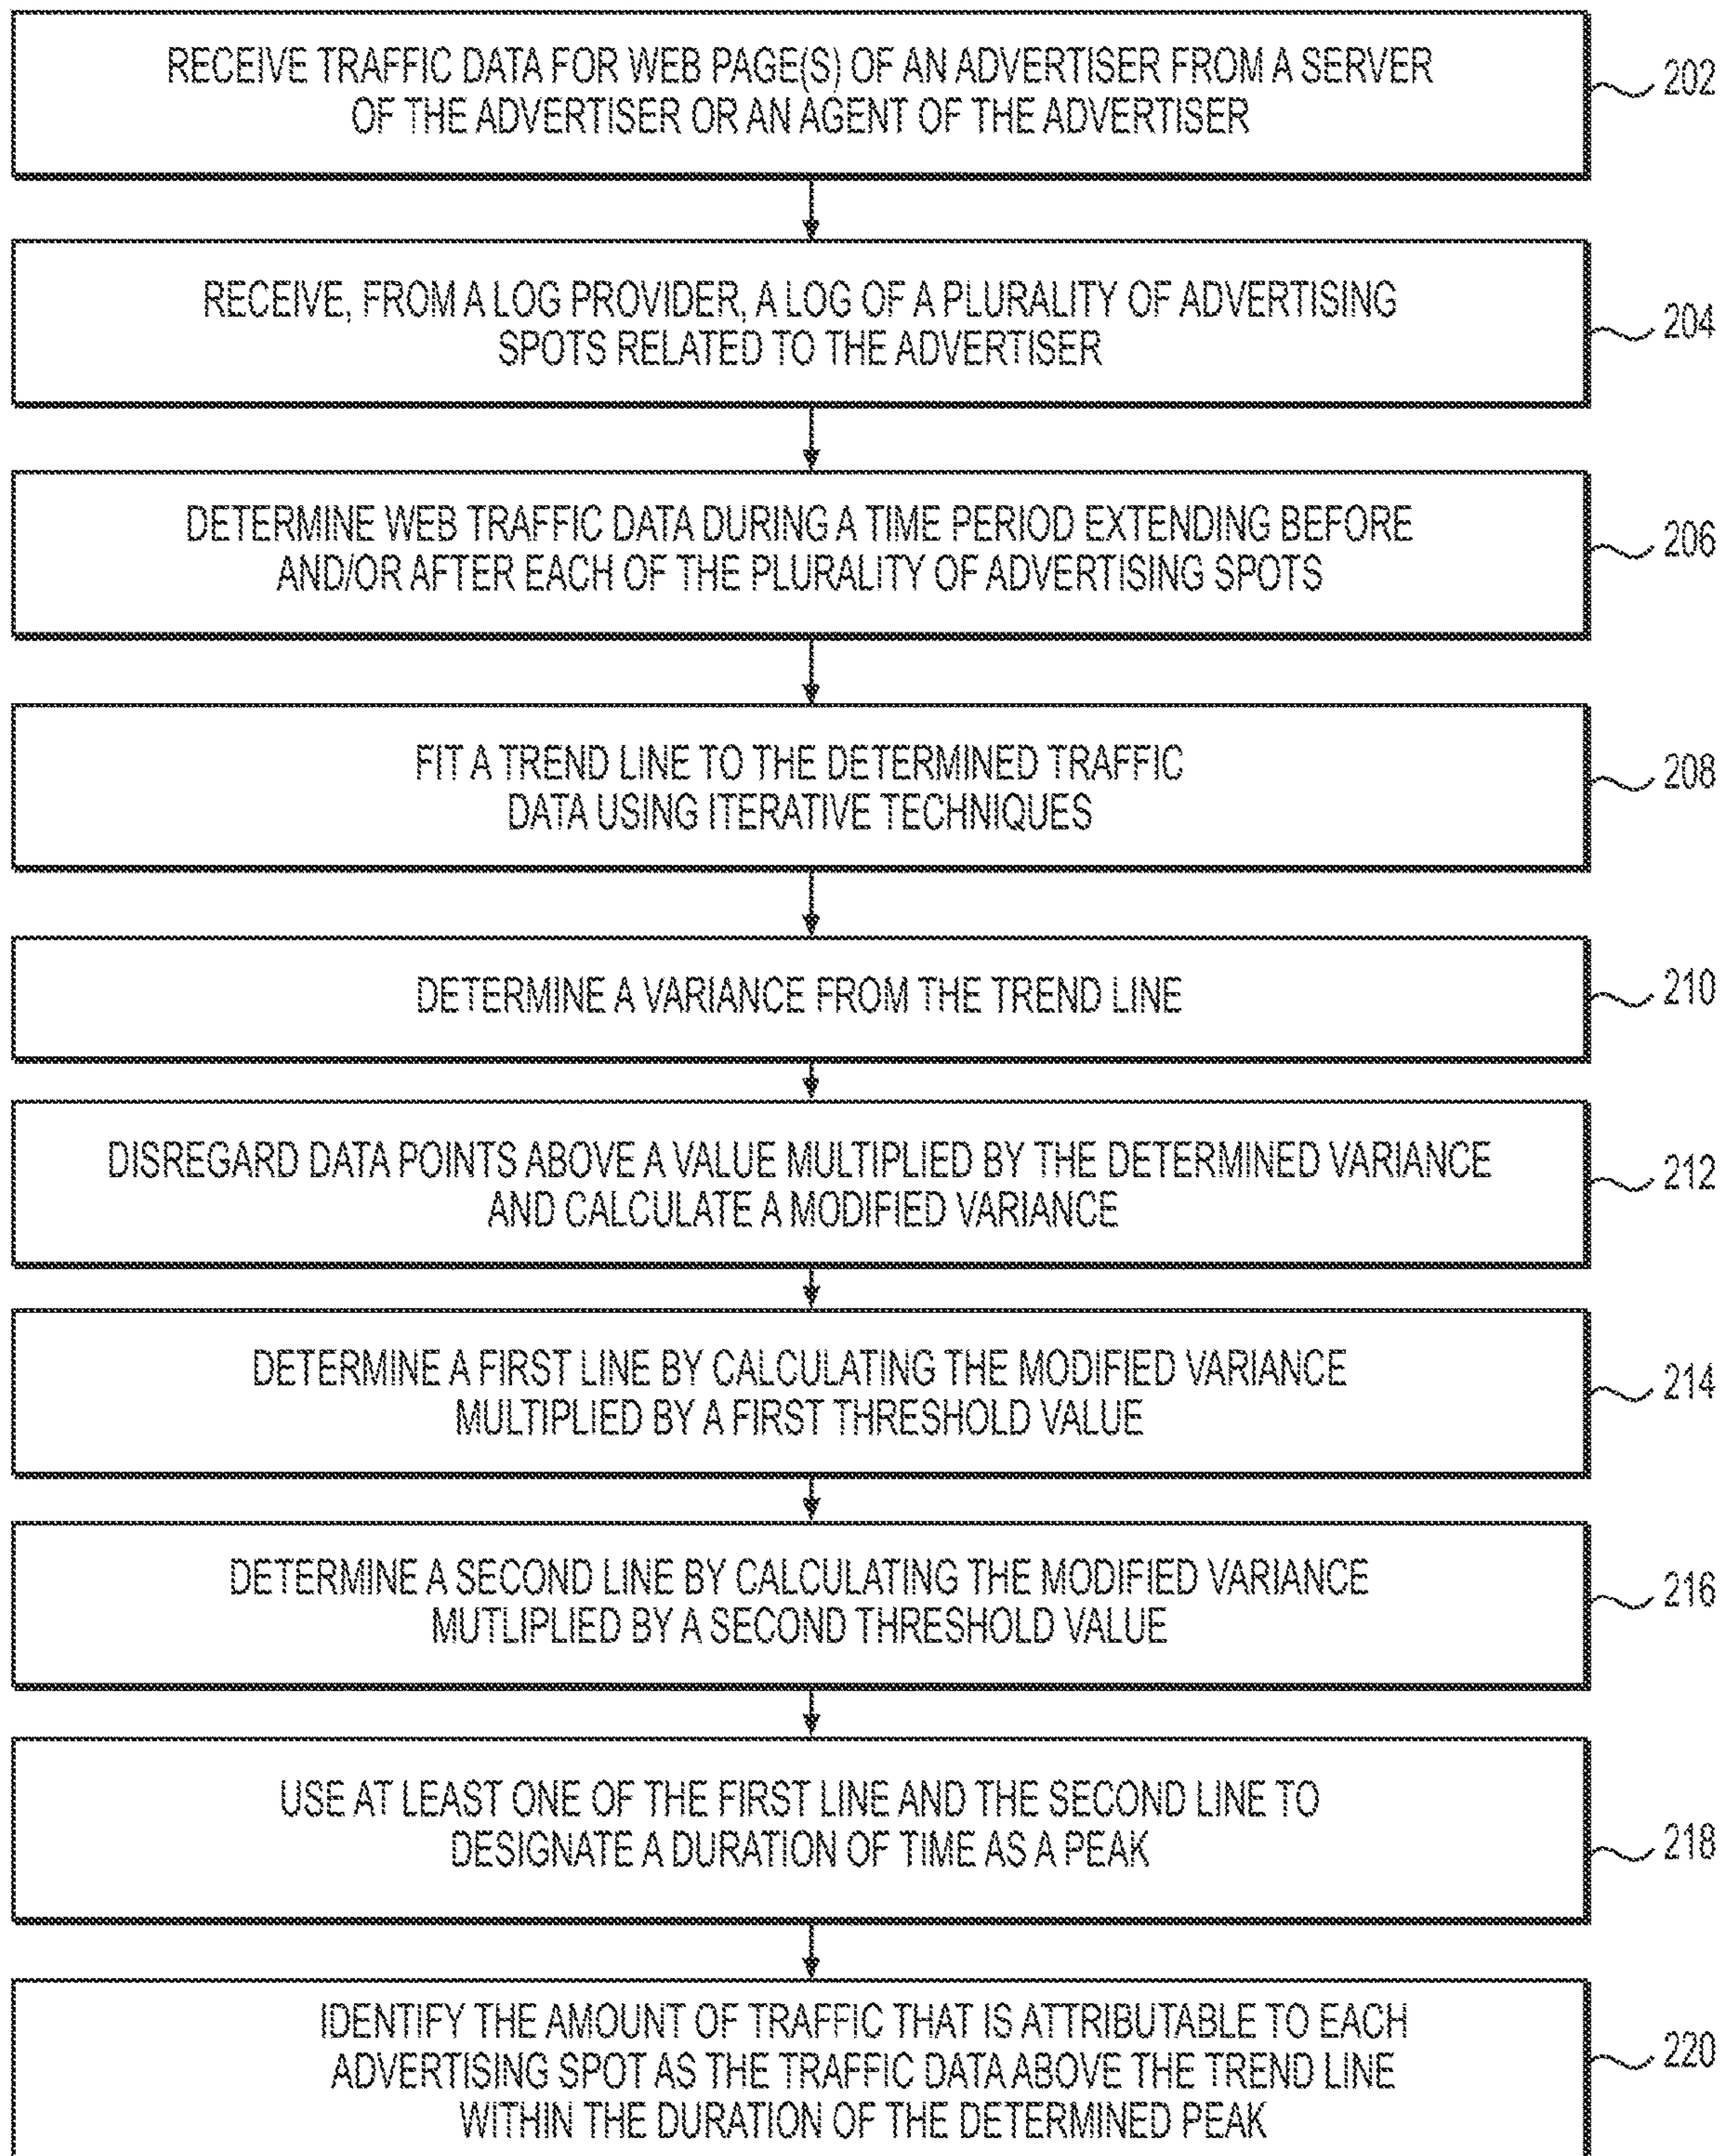 RECEIVE TRAFFIC DATA FOR WEB PAGE(S) OF AN ADVERTISER FROM A SERVER
OF THE ADVERTISER OR AN AGENT OF THE ADVERTISER
202
RECEIVE, FROM A LOG PROVIDER, A LOG OF A PLURALITY OF ADVERTISING
SPOTS RELATED TO THE ADVERTISER
204
DETERMINE WEB TRAFFIC DATA DURING A TIME PERIOD EXTENDING BEFORE
AND/OR AFTER EACH OF THE PLURALITY OF ADVERTISING SPOTS
206
FIT A TREND LINE TO THE DETERMINED TRAFFIC
DATA USING ITERATIVE TECHNIQUES
208
DETERMINE A VARIANCE FROM THE TREND LINE
210
DISREGARD DATA POINTS ABOVE A VALUE MULTIPLIED BY THE DETERMINED VARIANCE
AND CALCULATE A MODIFIED VARIANCE
212
DETERMINE A FIRST LINE BY CALCULATING THE MODIFIED VARIANCE
MULTIPLIED BY A FIRST THRESHOLD VALUE
214
DETERMINE A SECOND LINE BY CALCULATING THE MODIFIED VARIANCE
MUTLIPLIED BY A SECOND THRESHOLD VALUE
216
USE AT LEAST ONE OF THE FIRST LINE AND THE SECOND LINE TO
DESIGNATE A DURATION OF TIME AS A PEAK
218
IDENTIFY THE AMOUNT OF TRAFFIC THAT IS ATTRIBUTABLE TO EACH
ADVERTISING SPOT AS THE TRAFFIC DATA ABOVE THE TREND LINE
WITHIN THE DURATION OF THE DETERMINED PEAK
220